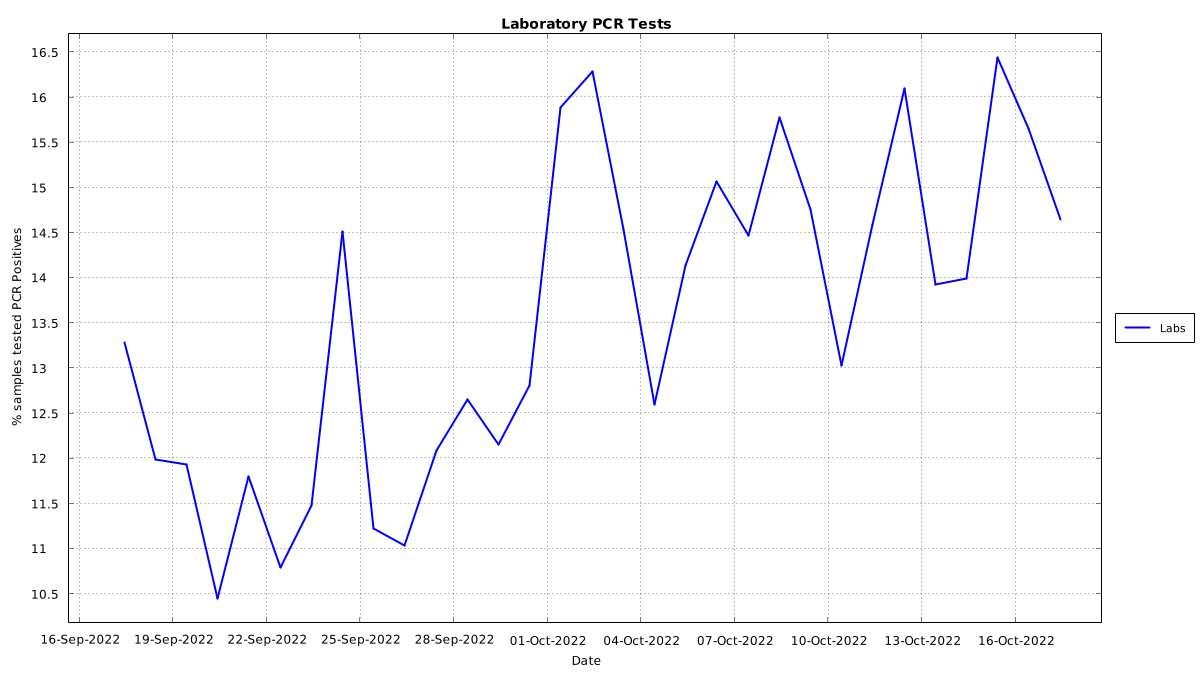 Laboratory PCR Tests
16.5
16
15.5
15
14.5
14
13.5
13
12.5
12
11.5
11
10.5
% samples tested PCR Positives
16-Sep-2022 19-Sep-2022 22-Sep-2022 25-Sep-2022 28-Sep-2022 01-Oct-2022 04-Oct-2022 07-Oct-2022 10-Oct-2022 13-Oct-2022 16-Oct-2022
Date
Labs